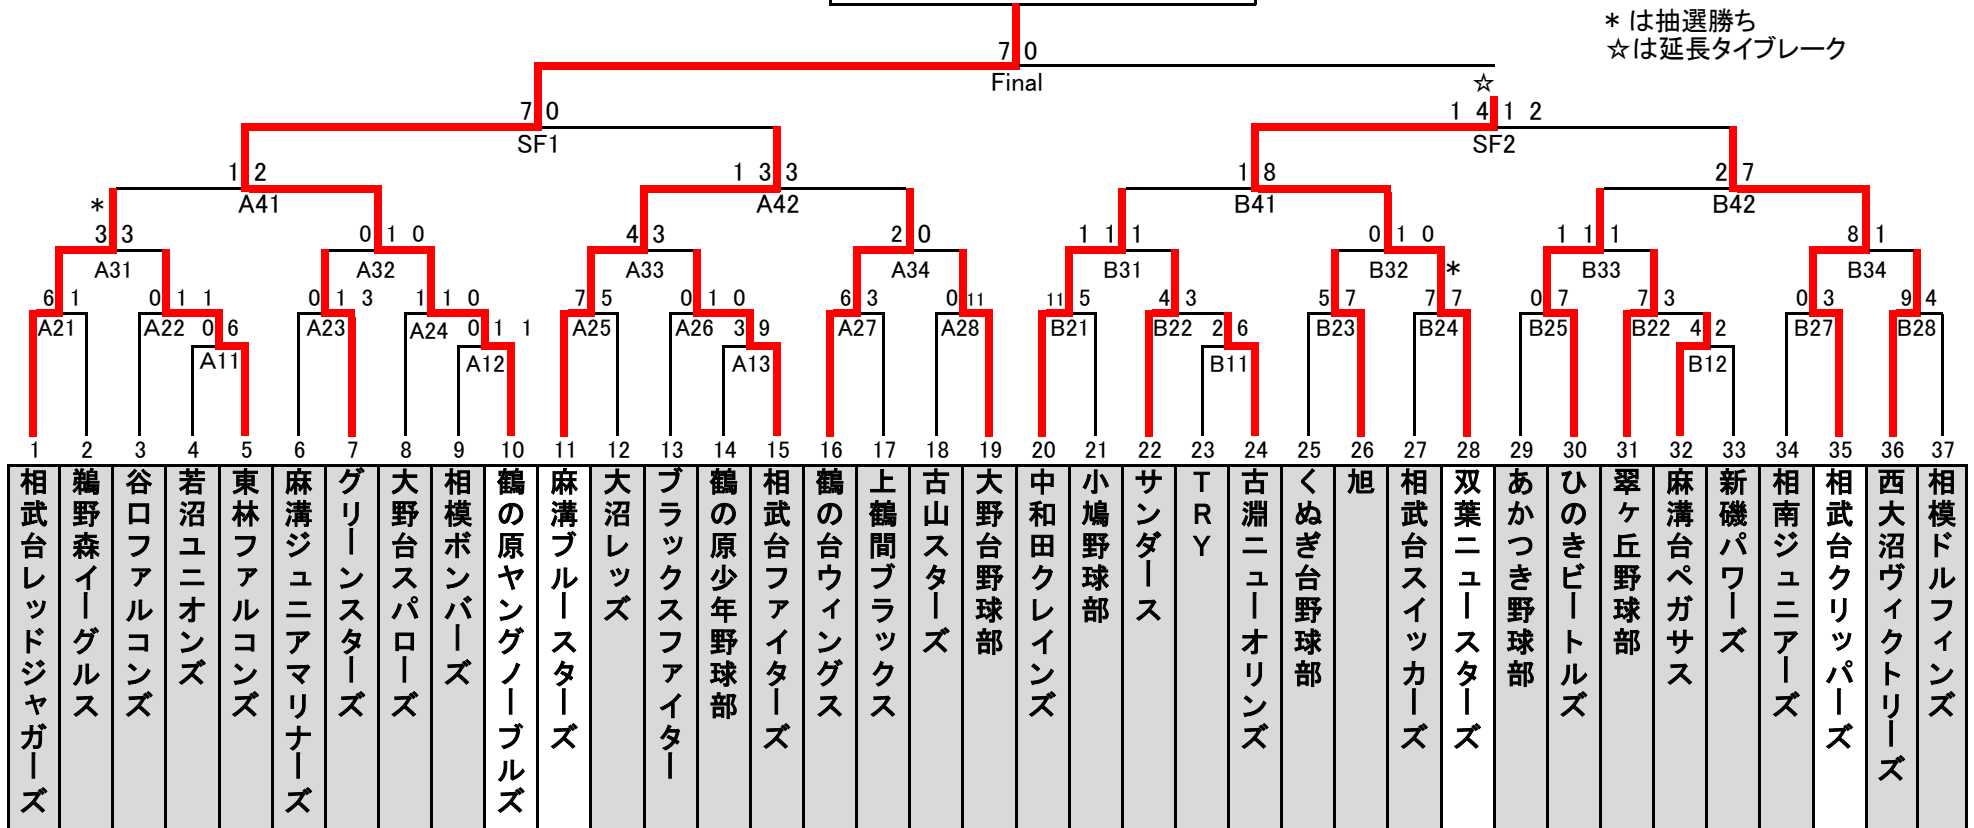 * は抽選勝ち
☆は延長タイブレーク
7 0
Final
☆
7 0
SF1
1 4 1 2
SF2
1 2
A41
1 3 3
A42
1 8
B41
2 7
B42
*
3 3
A31
0 1 0
A32
4 3
A33
2 0
A34
1 1 1
B31
0 1 0
B32
*
1 1 1
B33
8 1
B34
6 1
A21
0 1 1
A22
0 1 3
A23
1 1 0
A24
7 5
A25
0 1 0
A26
6 3
A27
0 11
A28
11 5
B21
4 3
B22
5 7
B23
7 7
B24
0 7
B25
7 3
B22
0 3
B27
9 4
B28
0 6
A11
0 1 1
A12
3 9
A13
2 6
B11
4 2
B12
1 2 3 4 5 6 7 8 9 10 11 12 13 14 15 16 17 18 19 20 21 22 23 24 25 26 27 28 29 30 31 32 33 34 35 36 37
相武台レッドジャガーズ
鵜野森イーグルス
谷口ファルコンズ
若沼ユニオンズ
東林ファルコンズ
麻溝ジュニアマリナーズ
グリーンスターズ
大野台スパローズ
相模ボンバーズ
鶴の原ヤングノーブルズ
麻溝ブルースターズ
大沼レッズ
ブラックスファイター
鶴の原少年野球部
相武台ファイターズ
鶴の台ウィングス
上鶴間ブラックス
古山スターズ
大野台野球部
中和田クレインズ
小鳩野球部
サンダース
TRY
古淵ニューオリンズ
くぬぎ台野球部
旭
相武台スイッカーズ
双葉ニュースターズ
あかつき野球部
ひのきビートルズ
翠ヶ丘野球部
麻溝台ペガサス
新磯パワーズ
相南ジュニアーズ
相武台クリッパーズ
西大沼ヴィクトリーズ
相模ドルフィンズ